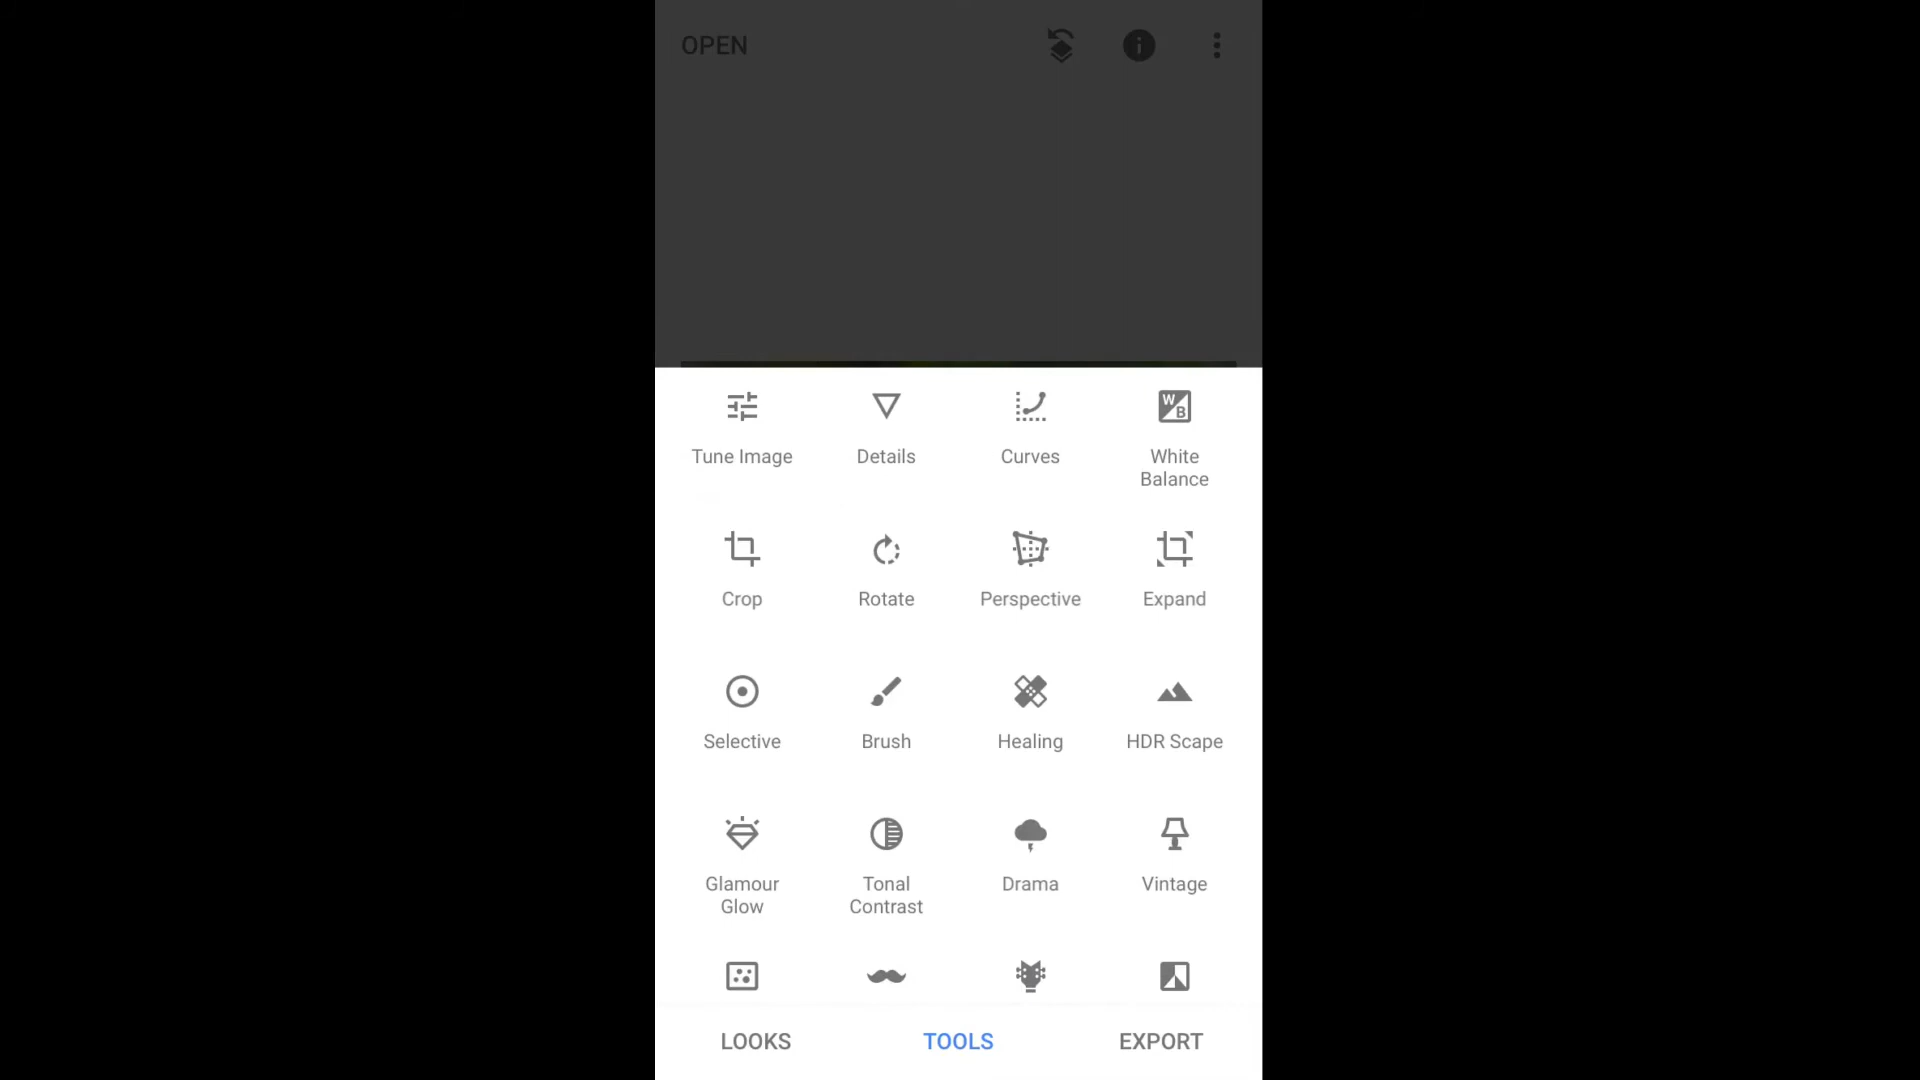 OPEN
Tune Image
Details
Curves
White
Balance
Crop
Rotate
Perspective
Expand
Selective
Brush
Healing
HDR Scape
Glamour
Glow
Tonal
Contrast
Drama
Vintage
LOOKS
TOOLS
EXPORT